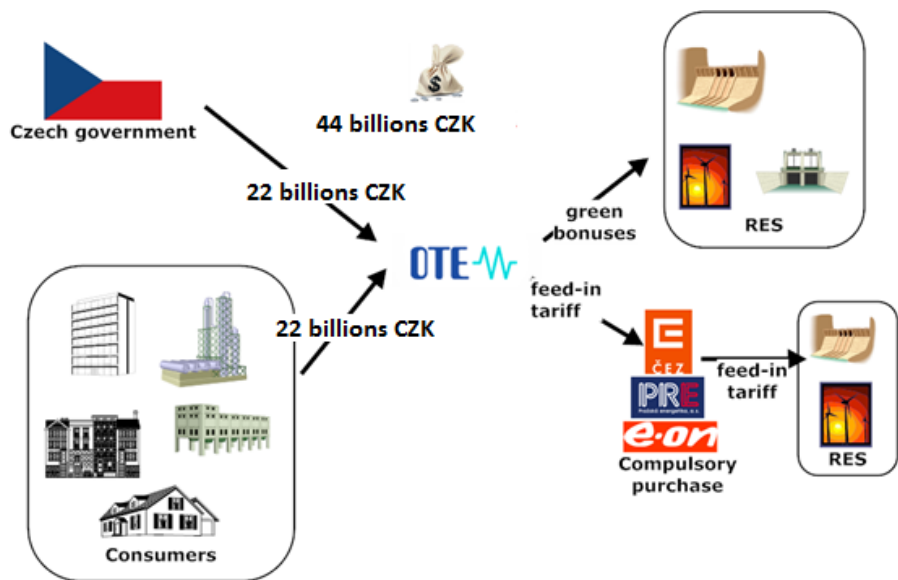 Czech government
$
44 billions CZK
22 billions CZK
OTE
22 billions CZK
Consumers
green
bonuses
RES
feed-in
tariff
ČEZ
PRE
Pražská energetika, a.s.
e·on
Compulsory
purchase
feed-in
tariff
RES